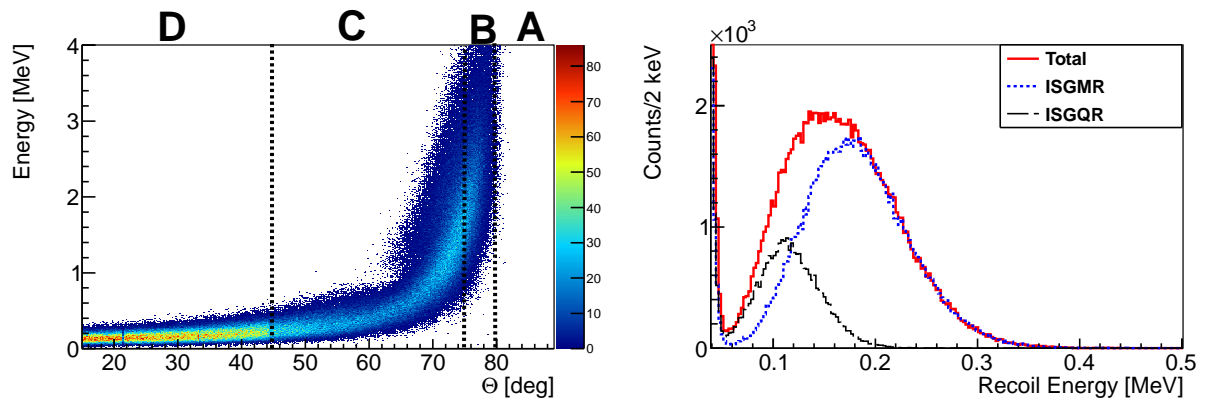 D C B A
Energy [MeV]
4
3
2
1
0
20 30 40 50 60 70 80
Θ [deg]
80
70
60
50
40
30
20
10
0
×10³
Counts/2 keV
2
1
0
0.1 0.2 0.3 0.4 0.5
Recoil Energy [MeV]
Total
ISGMR
ISGQR